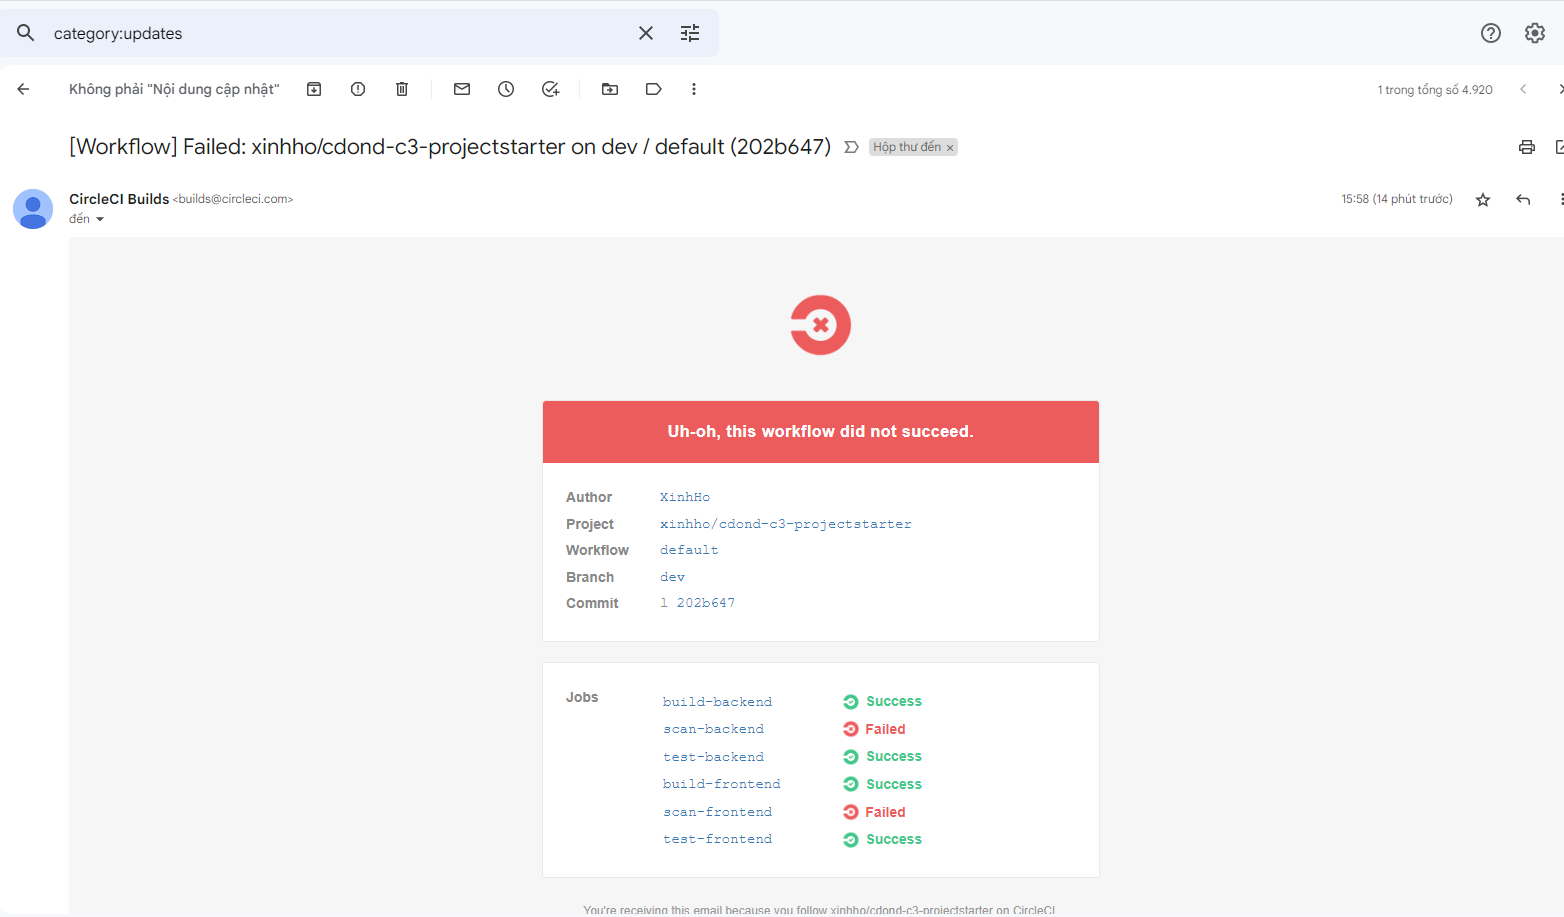 category:updates
Không phải "Nội dung cập nhật"
1 trong tổng số 4.920
[Workflow] Failed: xinhho/cdond-c3-projectstarter on dev / default (202b647)
Hộp thư đến ×
CircleCI Builds <builds@circleci.com>
15:58 (14 phút trước)
đến
Uh-oh, this workflow did not succeed.
Author XinhHo
Project xinhho/cdond-c3-projectstarter
Workflow default
Branch dev
Commit l 202b647
Jobs
build-backend Success
scan-backend Failed
test-backend Success
build-frontend Success
scan-frontend Failed
test-frontend Success
You're receiving this email because you follow xinhho/cdond-c3-projectstarter on CircleCI